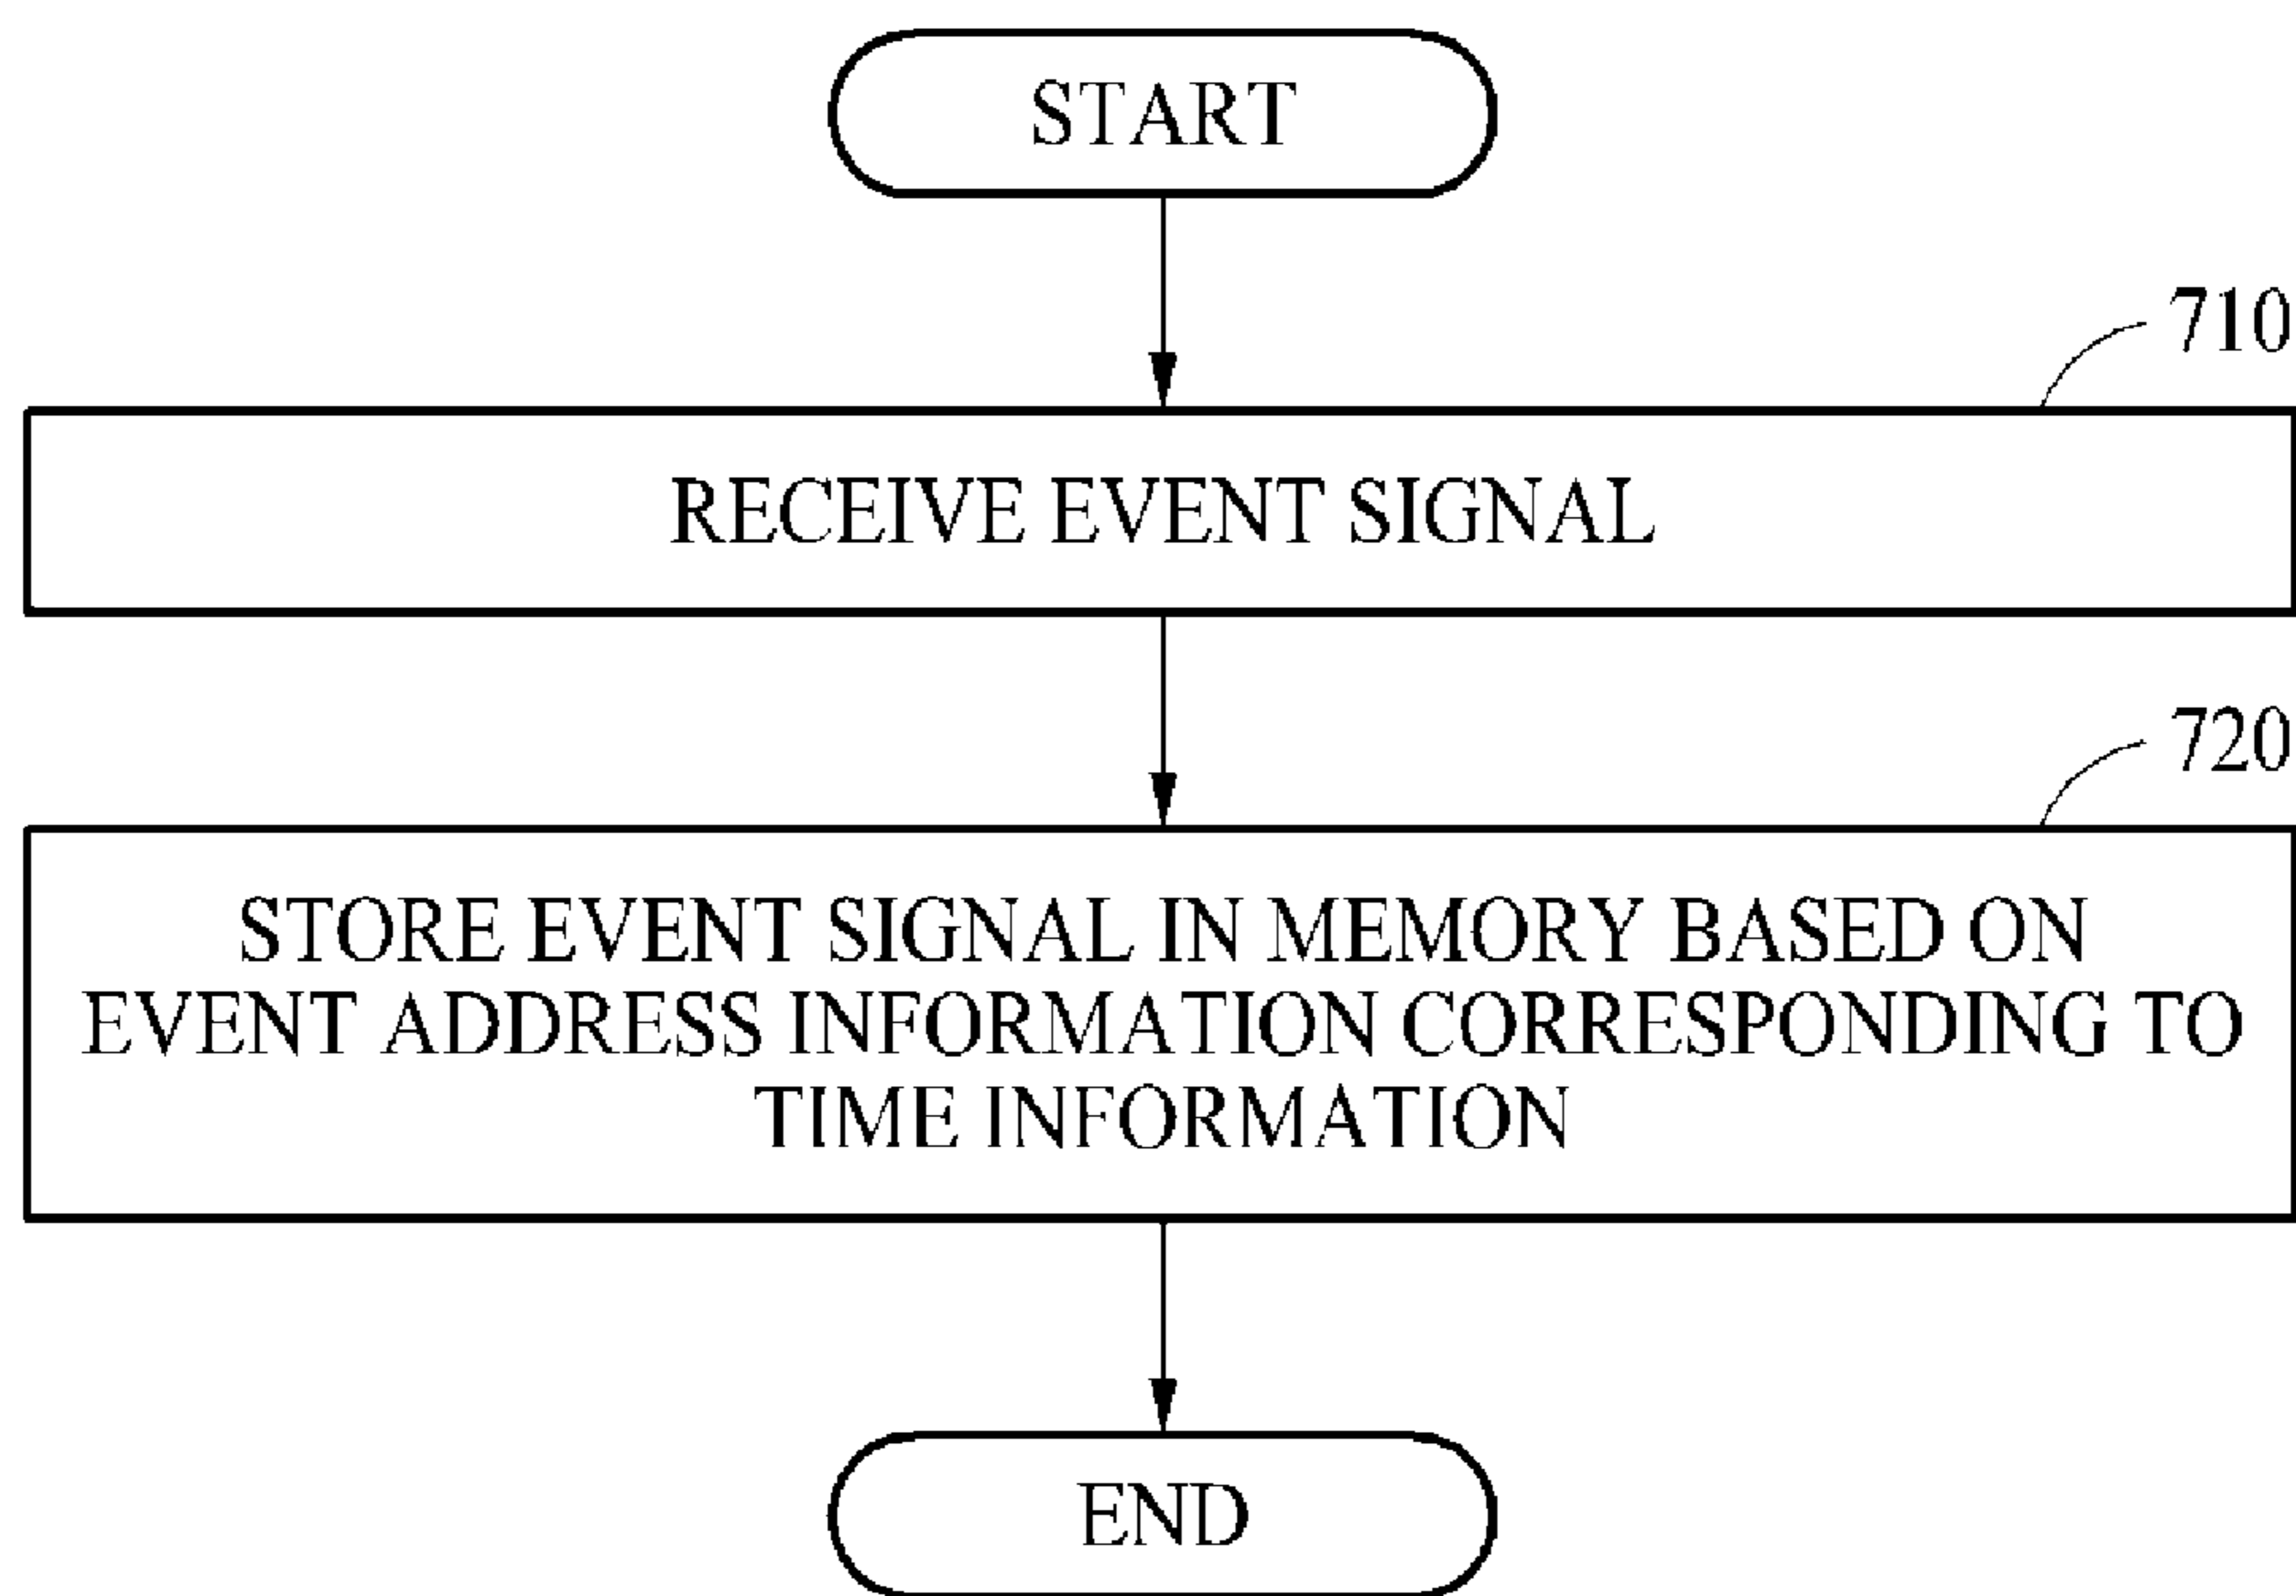 START
710
RECEIVE EVENT SIGNAL
720
STORE EVENT SIGNAL IN MEMORY BASED ON
EVENT ADDRESS INFORMATION CORRESPONDING TO
TIME INFORMATION
END